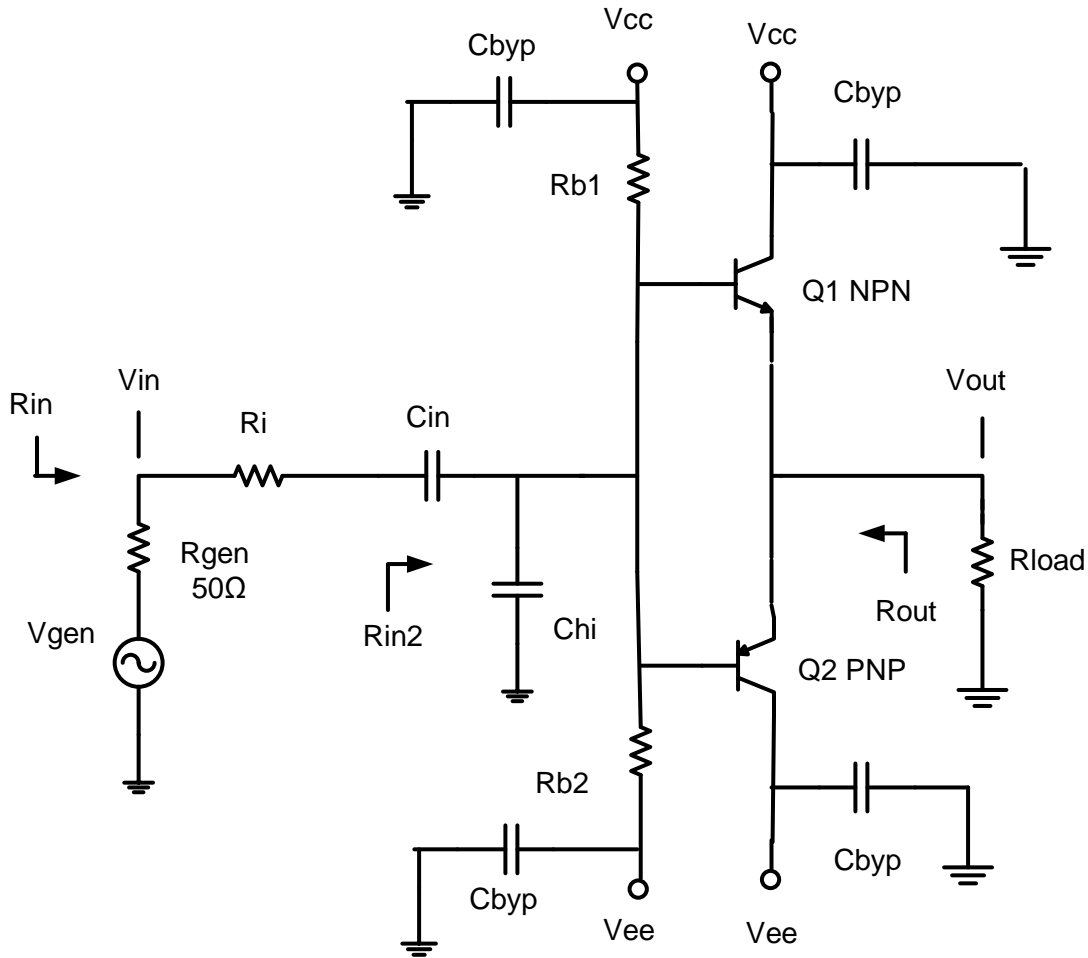 Vcc
Vcc
Cbyp
Cbyp
Rb1
Q1 NPN
Vin
Vout
Rin
Ri
Cin
Rgen
50Ω
Rload
Rin2
Chi
Rout
Vgen
Q2 PNP
Rb2
Cbyp
Cbyp
Vee
Vee